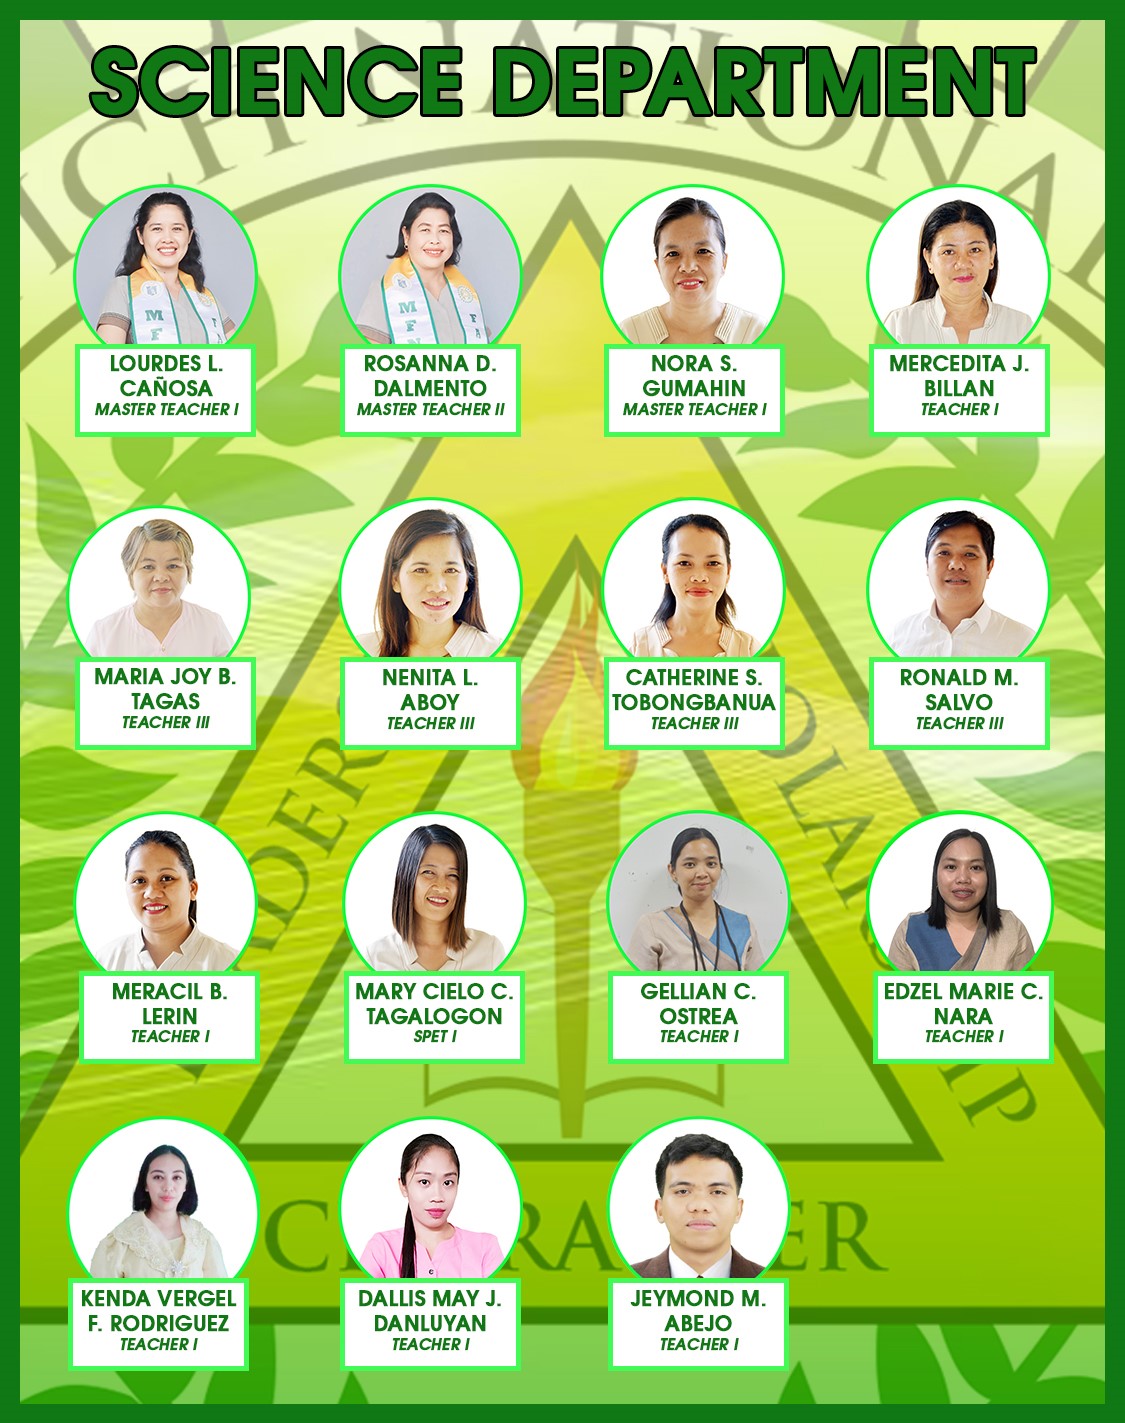 SCIENCE DEPARTMENT
ICH NATIONAL
LOURDES L.
CAÑOSA
MASTER TEACHER I
ROSANNA D.
DALMENTO
MASTER TEACHER II
NORA S.
GUMAHIN
MASTER TEACHER I
MERCEDITA J.
BILLAN
TEACHER I
MARIA JOY B.
TAGAS
TEACHER III
NENITA L.
ABOY
TEACHER III
CATHERINE S.
TOBONGBANUA
TEACHER III
RONALD M.
SALVO
TEACHER III
MERACIL B.
LERIN
TEACHER I
MARY CIELO C.
TAGALOGON
SPET I
GELLIAN C.
OSTREA
TEACHER I
EDZEL MARIE C.
NARA
TEACHER I
KENDA VERGEL
F. RODRIGUEZ
TEACHER I
DALLIS MAY J.
DANLUYAN
TEACHER I
JEYMOND M.
ABEJO
TEACHER I